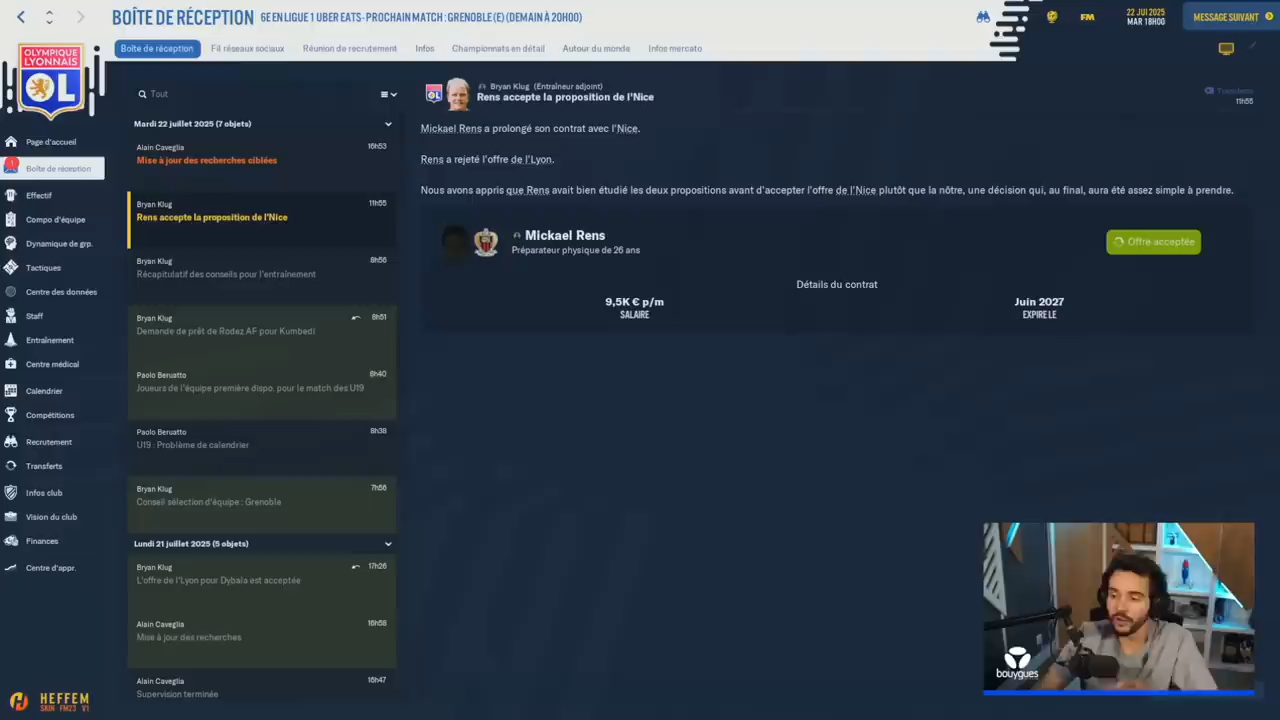 BOÎTE DE RÉCEPTION
6E EN LIGUE 1 UBER EATS - PROCHAIN MATCH : GRENOBLE (E) (DEMAIN À 20H00)
FM
22 JUI 2025
MAR 18H00
MESSAGE SUIVANT
Boîte de réception
Fil réseaux sociaux
Réunion de recrutement
Infos
Championnats en détail
Autour du monde
Infos mercato
OLYMPIQUE
LYONNAIS
OL
Page d'accueil
1
Boîte de réception
Effectif
Compo d'équipe
Dynamique de grp.
Tactiques
Centre des données
Staff
Entraînement
Centre médical
Calendrier
Compétitions
Recrutement
Transferts
Infos club
Vision du club
Finances
Centre d'appr.
HEFFEM
SKIN FM23 V1
Tout
Mardi 22 juillet 2025 (7 objets)
Alain Caveglia 16h53
Mise à jour des recherches ciblées
Bryan Klug 11h55
Rens accepte la proposition de l'Nice
Bryan Klug 8h56
Récapitulatif des conseils pour l'entraînement
Bryan Klug 8h51
Demande de prêt de Rodez AF pour Kumbedi
Paolo Beruatto 8h40
Joueurs de l'équipe première dispo. pour le match des U19
Paolo Beruatto 8h38
U19 : Problème de calendrier
Bryan Klug 7h56
Conseil sélection d'équipe : Grenoble
Lundi 21 juillet 2025 (5 objets)
Bryan Klug 17h26
L'offre de l'Lyon pour Dybala est acceptée
Alain Caveglia 16h58
Mise à jour des recherches
Alain Caveglia 16h47
Supervision terminée
Bryan Klug (Entraîneur adjoint)
Rens accepte la proposition de l'Nice
Transferts
11h55
Mickael Rens a prolongé son contrat avec l'Nice.
Rens a rejeté l'offre de l'Lyon.
Nous avons appris que Rens avait bien étudié les deux propositions avant d'accepter l'offre de l'Nice plutôt que la nôtre, une décision qui, au final, aura été assez simple à prendre.
Mickael Rens
Préparateur physique de 26 ans
Offre acceptée
Détails du contrat
9,5K € p/m
SALAIRE
Juin 2027
EXPIRE LE
bouygues